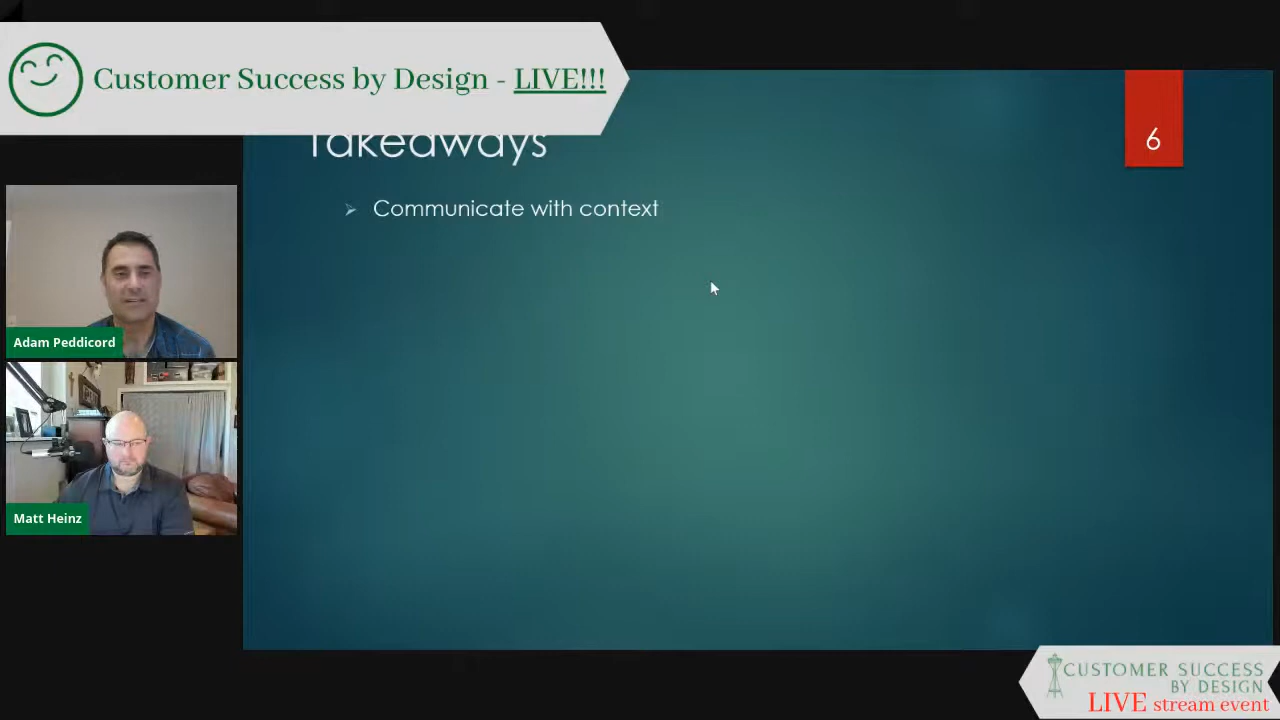 Customer Success by Design - LIVE!!!
Takeaways
6
Communicate with context
Adam Peddicord
Matt Heinz
CUSTOMER SUCCESS
BY DESIGN
LIVE stream event